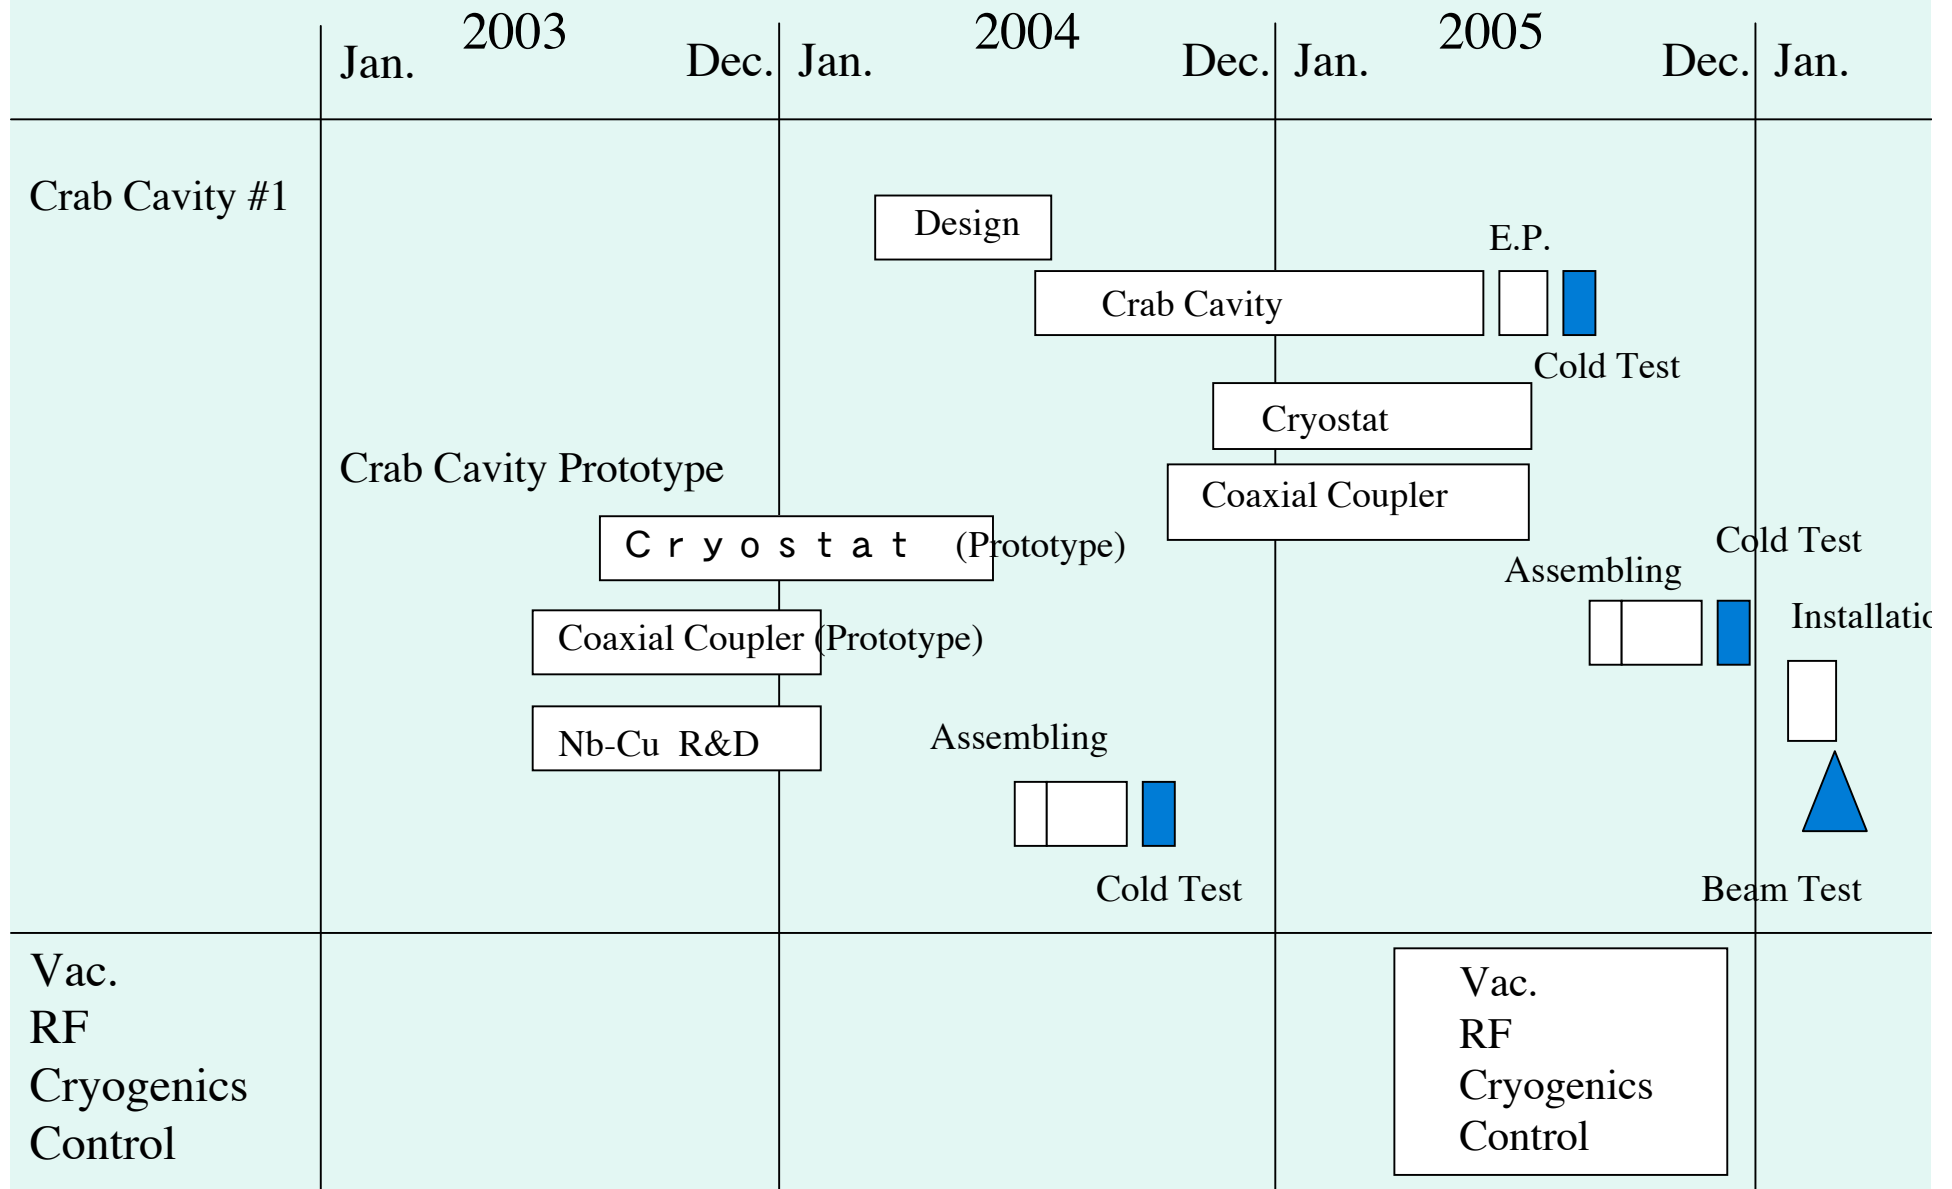 2003
2004
2005
Jan.
Dec.
Jan.
Dec.
Jan.
Dec.
Jan.
Crab Cavity #1
Design
E.P.
Crab Cavity
Cold Test
Cryostat
Crab Cavity Prototype
Coaxial Coupler
Cryostat (Prototype)
Cold Test
Assembling
Installatio
Coaxial Coupler (Prototype)
Nb-Cu R&D
Assembling
Cold Test
Beam Test
Vac.
RF
Cryogenics
Control
Vac.
RF
Cryogenics
Control